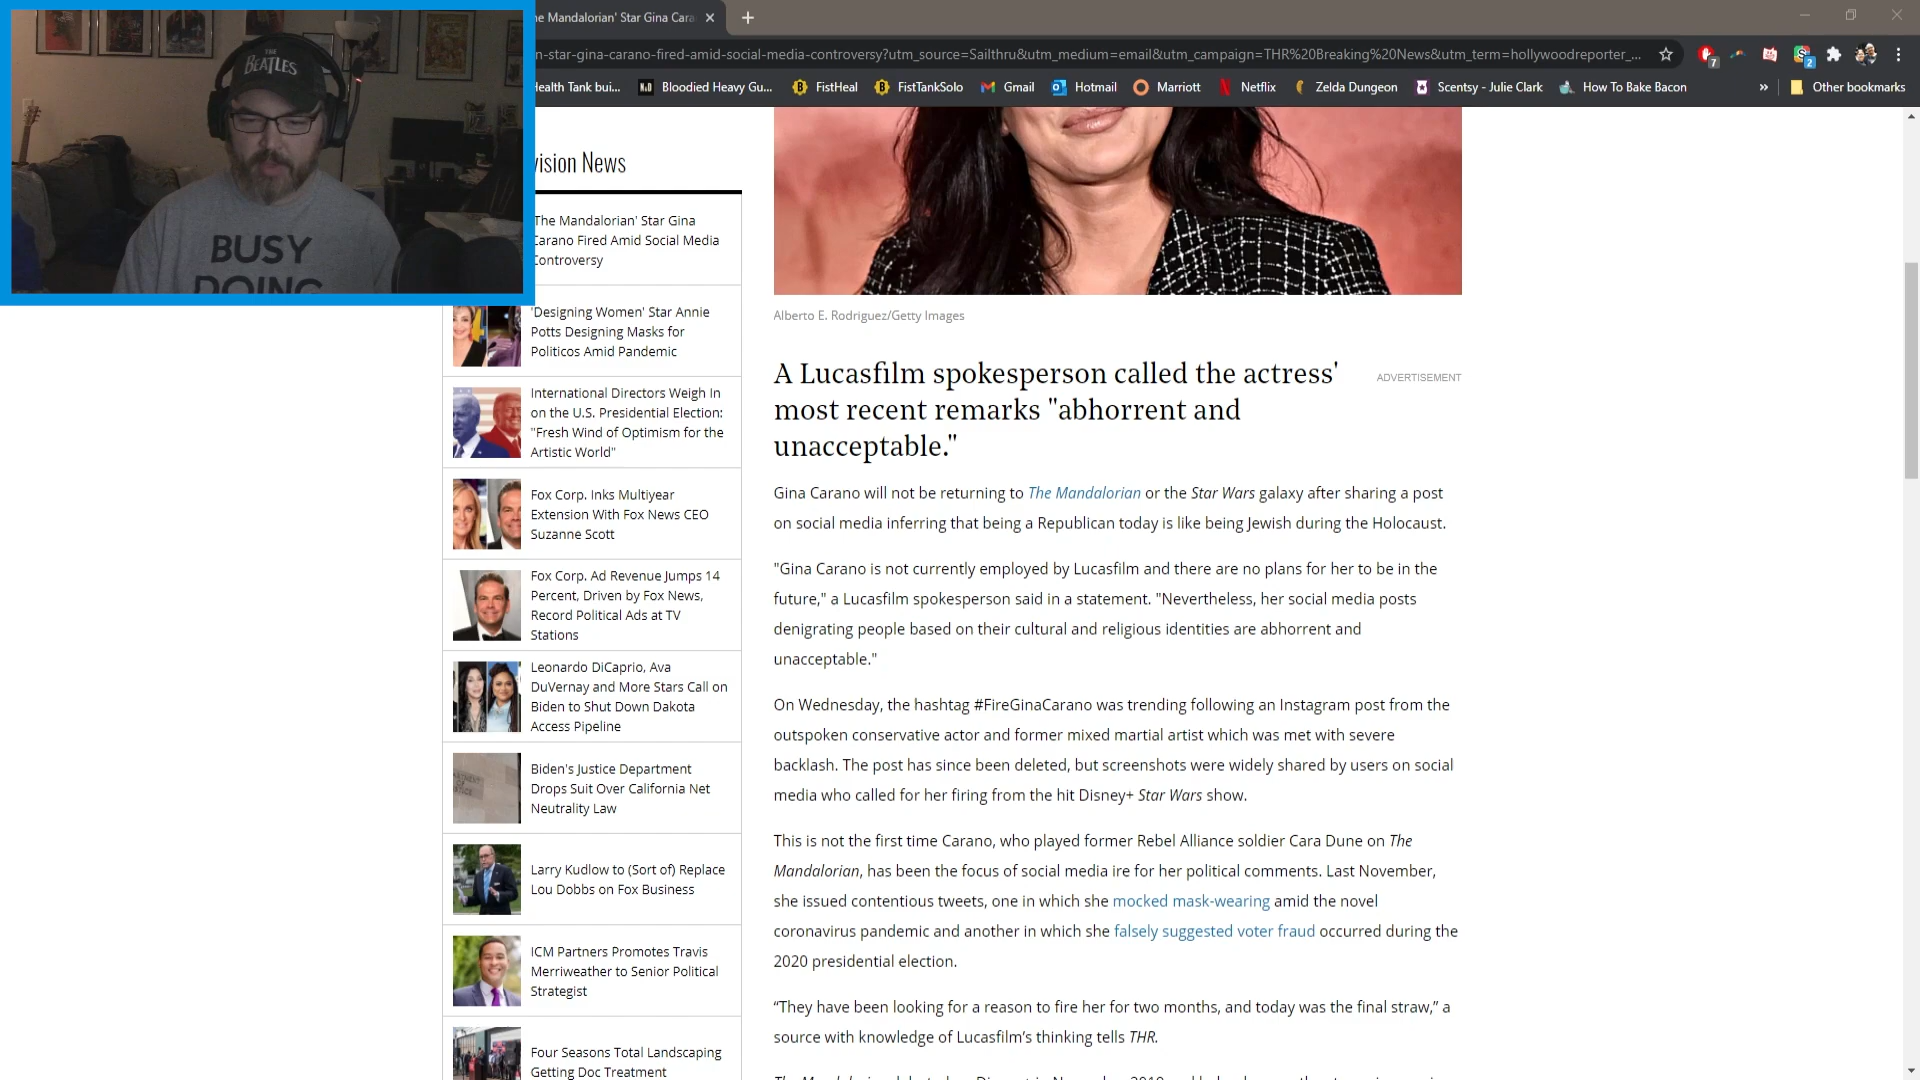 THE
BEATLES
BUSY
DOING
he Mandalorian' Star Gina Cara
n-star-gina-carano-fired-amid-social-media-controversy?utm_source=Sailthru&utm_medium=email&utm_campaign=THR%20Breaking%20News&utm_term=hollywoodreporter_...
7
2
Health Tank bui...
Bloodied Heavy Gu...
FistHeal
FistTankSolo
Gmail
Hotmail
Marriott
Netflix
Zelda Dungeon
Scentsy - Julie Clark
How To Bake Bacon
»
Other bookmarks
vision News
The Mandalorian' Star Gina
Carano Fired Amid Social Media
Controversy
'Designing Women' Star Annie
Potts Designing Masks for
Politicos Amid Pandemic
International Directors Weigh In
on the U.S. Presidential Election:
"Fresh Wind of Optimism for the
Artistic World"
Fox Corp. Inks Multiyear
Extension With Fox News CEO
Suzanne Scott
Fox Corp. Ad Revenue Jumps 14
Percent, Driven by Fox News,
Record Political Ads at TV
Stations
Leonardo DiCaprio, Ava
DuVernay and More Stars Call on
Biden to Shut Down Dakota
Access Pipeline
Biden's Justice Department
Drops Suit Over California Net
Neutrality Law
Larry Kudlow to (Sort of) Replace
Lou Dobbs on Fox Business
ICM Partners Promotes Travis
Merriweather to Senior Political
Strategist
Four Seasons Total Landscaping
Getting Doc Treatment
Alberto E. Rodriguez/Getty Images
A Lucasfilm spokesperson called the actress'
most recent remarks "abhorrent and
unacceptable."
ADVERTISEMENT
Gina Carano will not be returning to The Mandalorian or the Star Wars galaxy after sharing a post
on social media inferring that being a Republican today is like being Jewish during the Holocaust.
"Gina Carano is not currently employed by Lucasfilm and there are no plans for her to be in the
future," a Lucasfilm spokesperson said in a statement. "Nevertheless, her social media posts
denigrating people based on their cultural and religious identities are abhorrent and
unacceptable."
On Wednesday, the hashtag #FireGinaCarano was trending following an Instagram post from the
outspoken conservative actor and former mixed martial artist which was met with severe
backlash. The post has since been deleted, but screenshots were widely shared by users on social
media who called for her firing from the hit Disney+ Star Wars show.
This is not the first time Carano, who played former Rebel Alliance soldier Cara Dune on The
Mandalorian, has been the focus of social media ire for her political comments. Last November,
she issued contentious tweets, one in which she mocked mask-wearing amid the novel
coronavirus pandemic and another in which she falsely suggested voter fraud occurred during the
2020 presidential election.
“They have been looking for a reason to fire her for two months, and today was the final straw,” a
source with knowledge of Lucasfilm’s thinking tells THR.